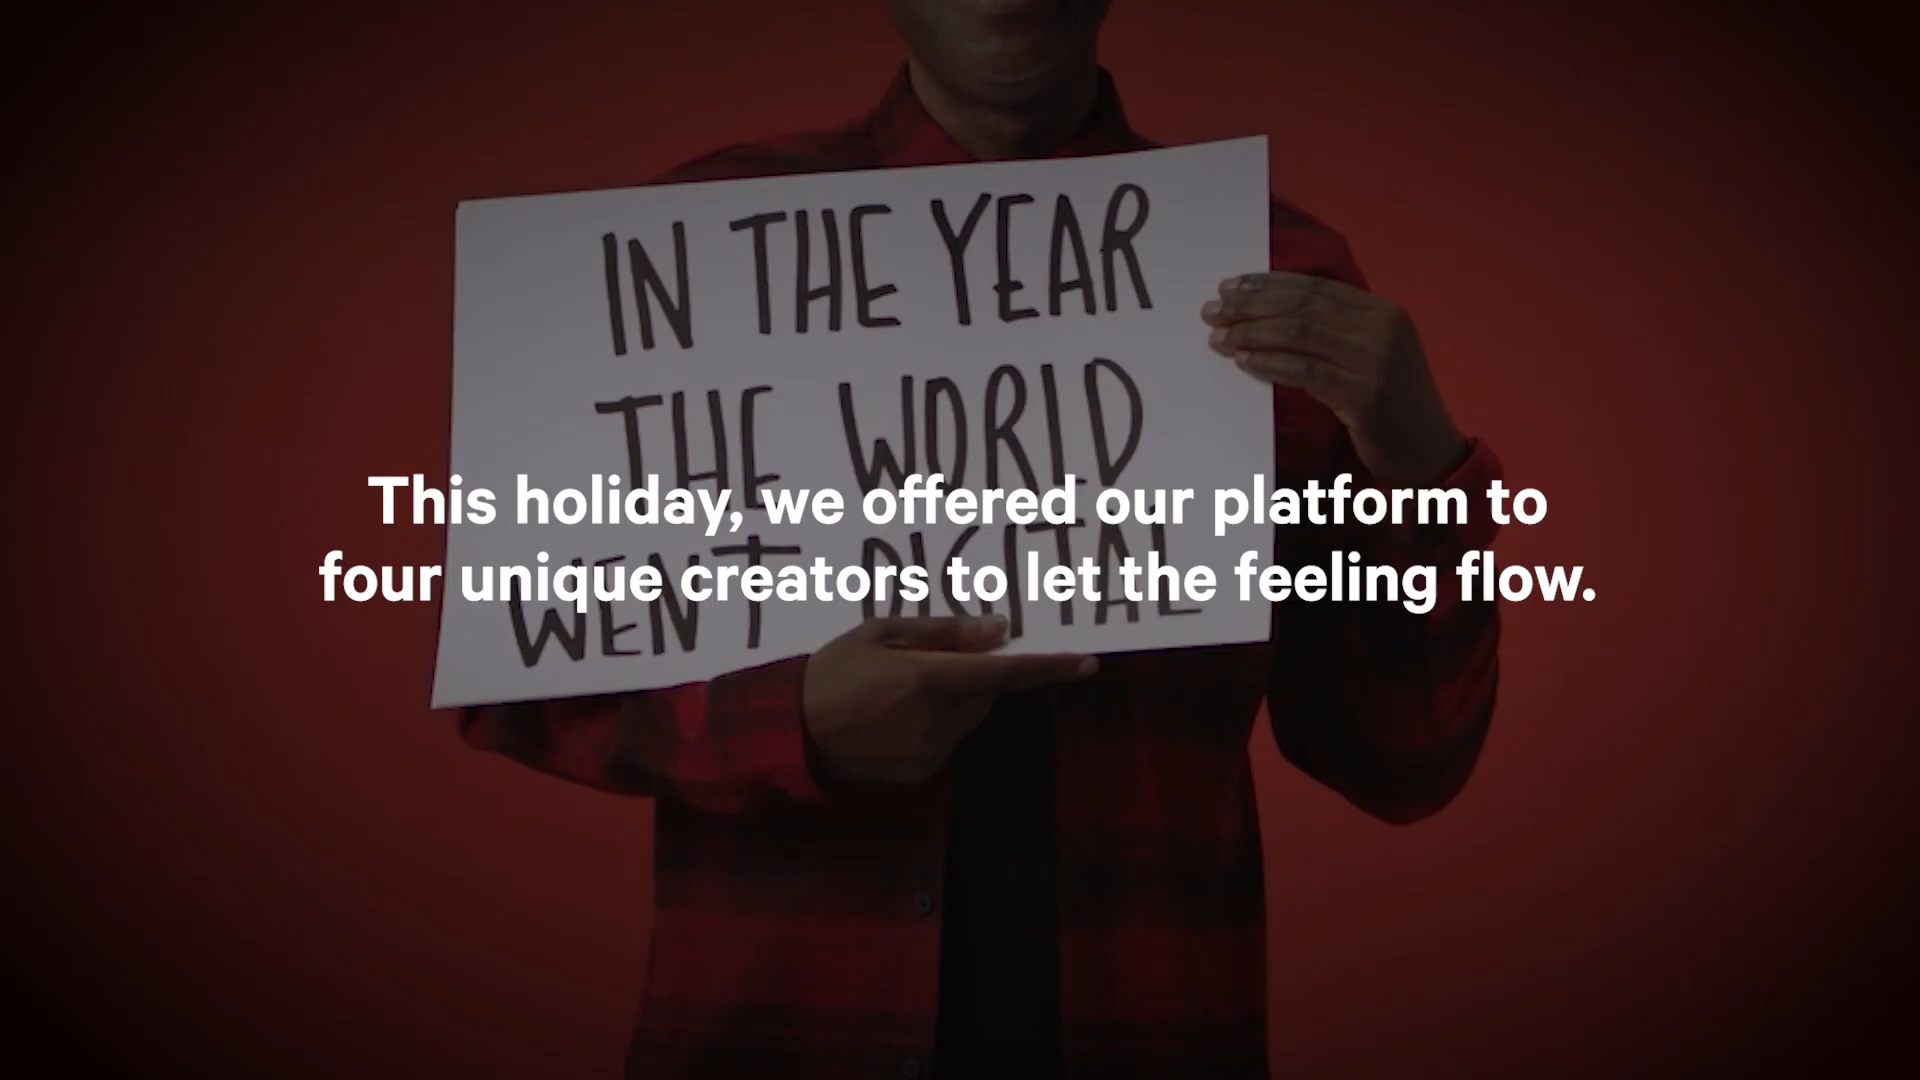 IN THE YEAR
THE WORLD
WENT DIGITAL
This holiday, we offered our platform to
four unique creators to let the feeling flow.